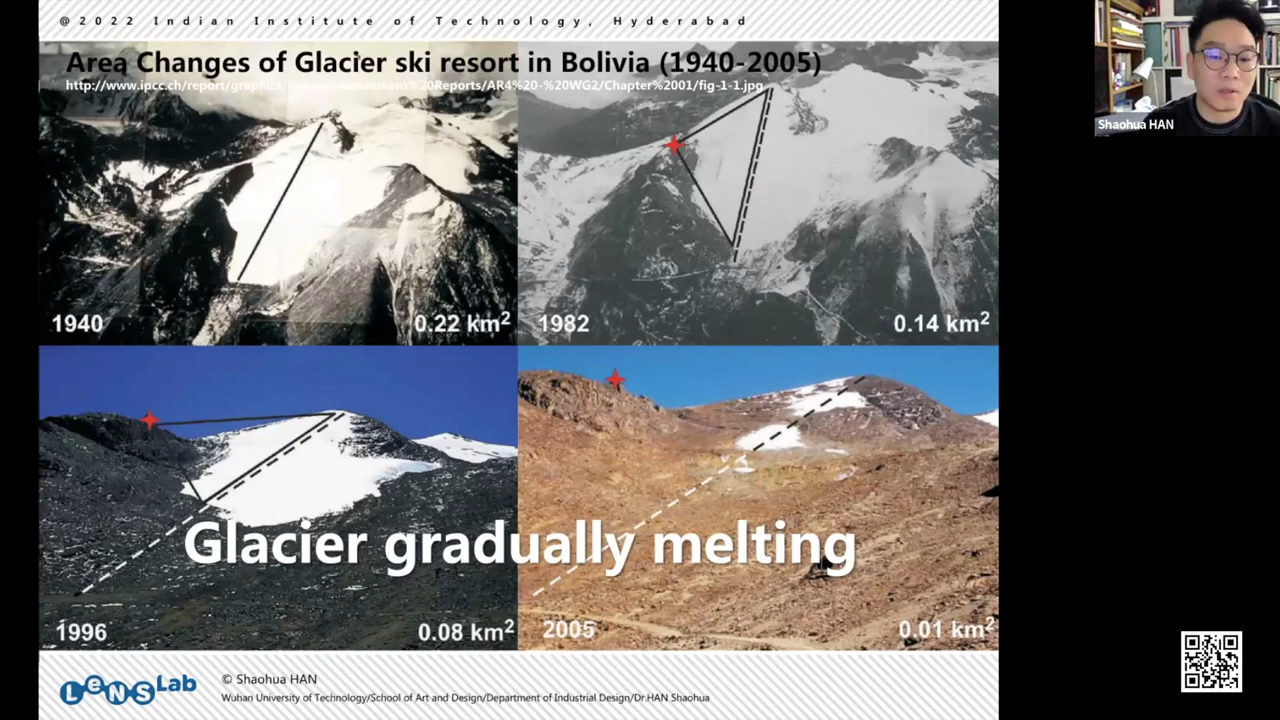 @2022 Indian Institute of Technology, Hyderabad
Area Changes of Glacier ski resort in Bolivia (1940-2005)
Shaohua HAN
1940
0.22 km²
1982
0.14 km²
Glacier gradually melting
1996
0.08 km²
2005
0.01 km²
LeNS Lab
© Shaohua HAN
Wuhan University of Technology/School of Art and Design/Department of Industrial Design/Dr.HAN Shaohua